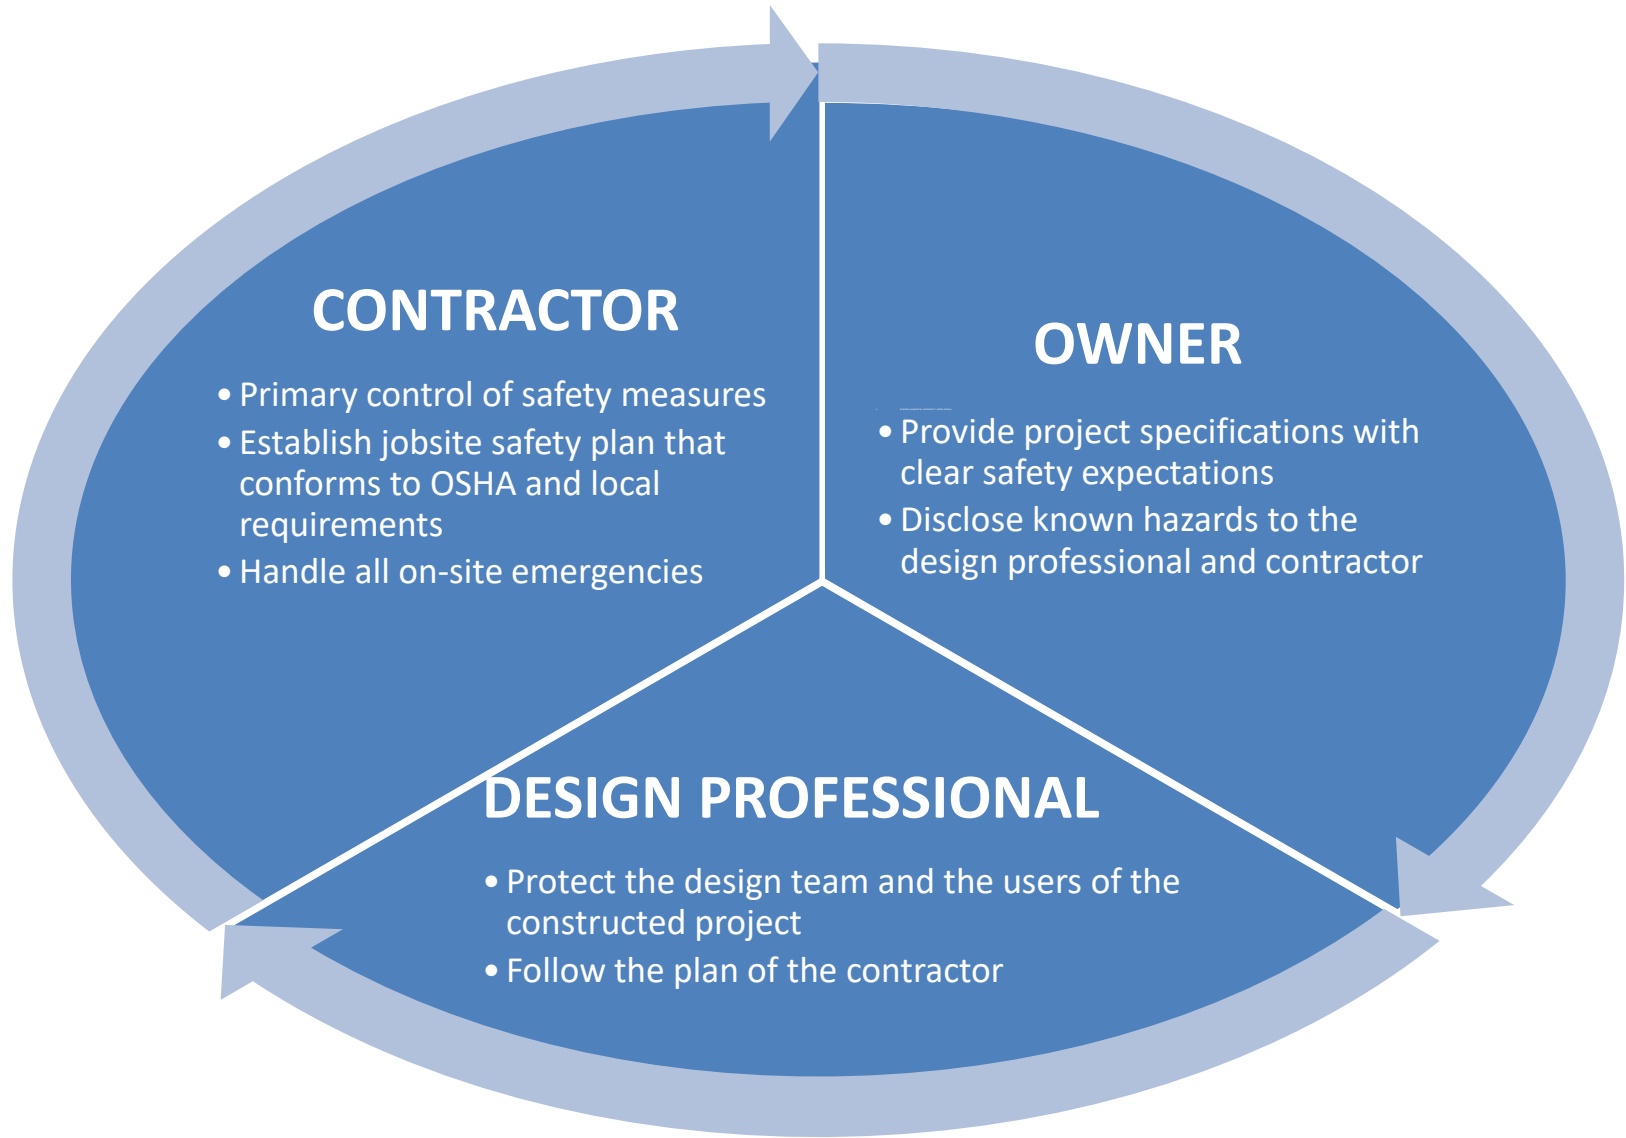 CONTRACTOR
• Primary control of safety measures
• Establish jobsite safety plan that
conforms to OSHA and local
requirements
• Handle all on-site emergencies
OWNER
• Provide project specifications with
clear safety expectations
• Disclose known hazards to the
design professional and contractor
DESIGN PROFESSIONAL
• Protect the design team and the users of the
constructed project
• Follow the plan of the contractor